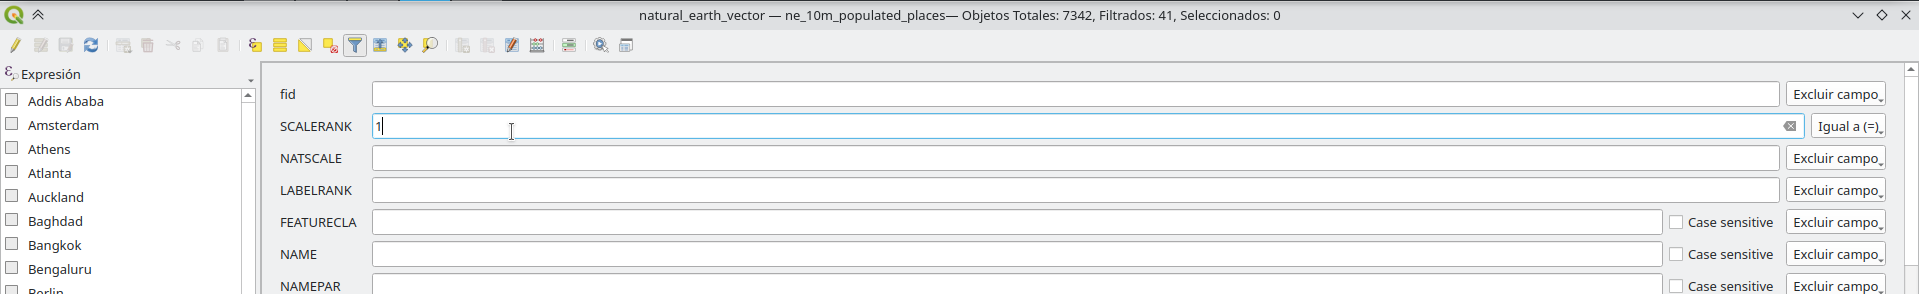 natural_earth_vector — ne_10m_populated_places— Objetos Totales: 7342, Filtrados: 41, Seleccionados: 0
Expresión
Addis Ababa
Amsterdam
Athens
Atlanta
Auckland
Baghdad
Bangkok
Bengaluru
Berlin
fid Excluir campo
SCALERANK 1 Igual a (=)
NATSCALE Excluir campo
LABELRANK Excluir campo
FEATURECLA Case sensitive Excluir campo
NAME Case sensitive Excluir campo
NAMEPAR Case sensitive Excluir campo